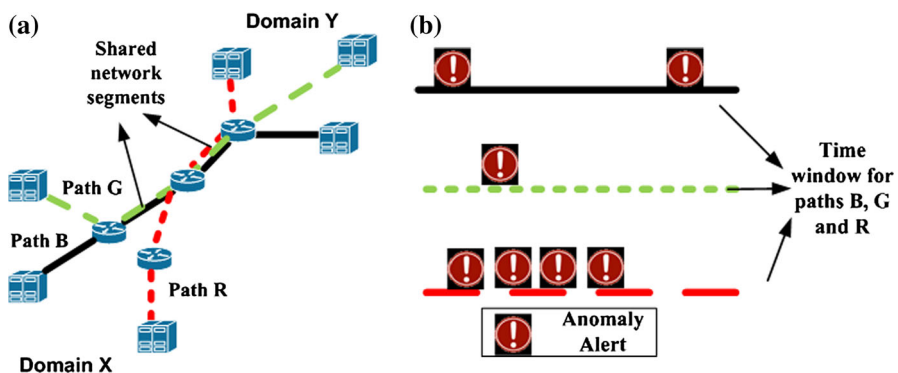 (a)
Domain Y
Shared
network
segments
Path G
Path B
Path R
Domain X
(b)
Time
window for
paths B, G
and R
Anomaly
Alert